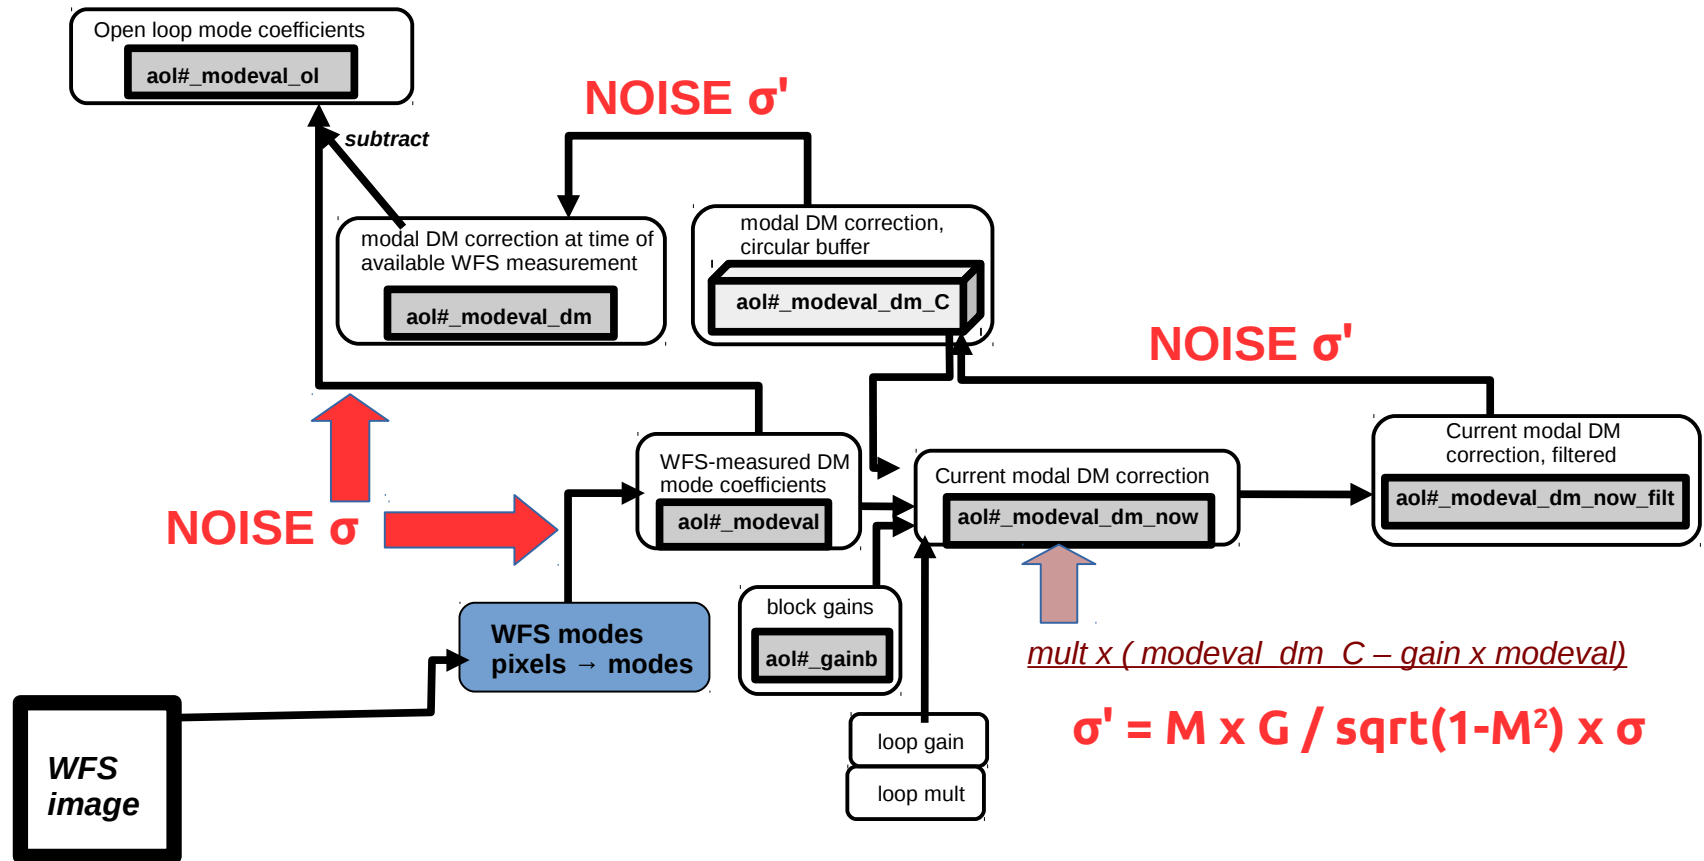 Open loop mode coefficients
aol#_modeval_ol
NOISE σ'
subtract
modal DM correction at time of
available WFS measurement
aol#_modeval_dm
modal DM correction,
circular buffer
aol#_modeval_dm_C
NOISE σ'
NOISE σ
WFS-measured DM
mode coefficients
aol#_modeval
Current modal DM correction
aol#_modeval_dm_now
Current modal DM
correction, filtered
aol#_modeval_dm_now_filt
WFS modes
pixels → modes
block gains
aol#_gainb
mult x ( modeval_dm_C – gain x modeval)
σ' = M x G / sqrt(1-M²) x σ
loop gain
loop mult
WFS
image